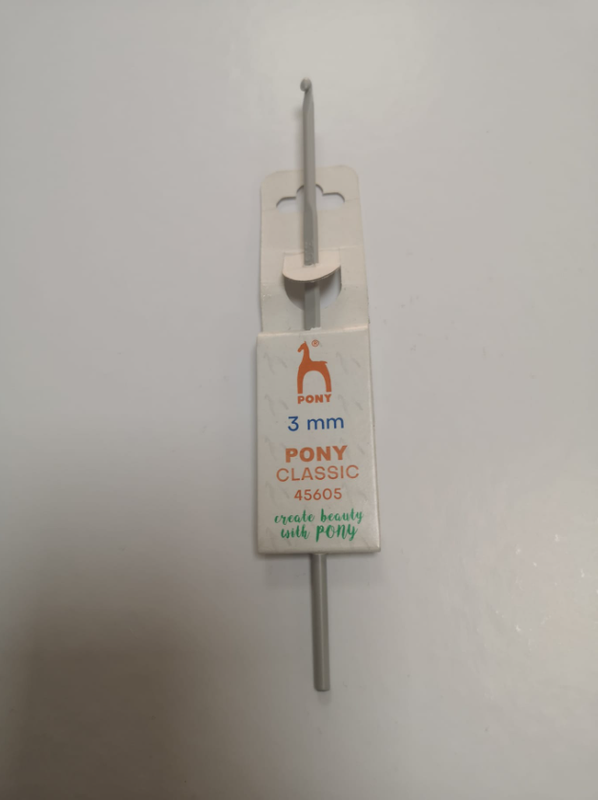 ®
PONY
3 mm
PONY
CLASSIC
45605
create beauty
with PONY